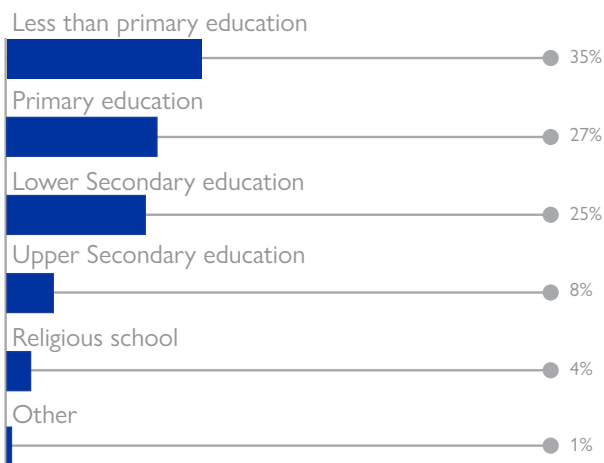 Less than primary education
35%
Primary education
27%
Lower Secondary education
25%
Upper Secondary education
8%
Religious school
4%
Other
1%